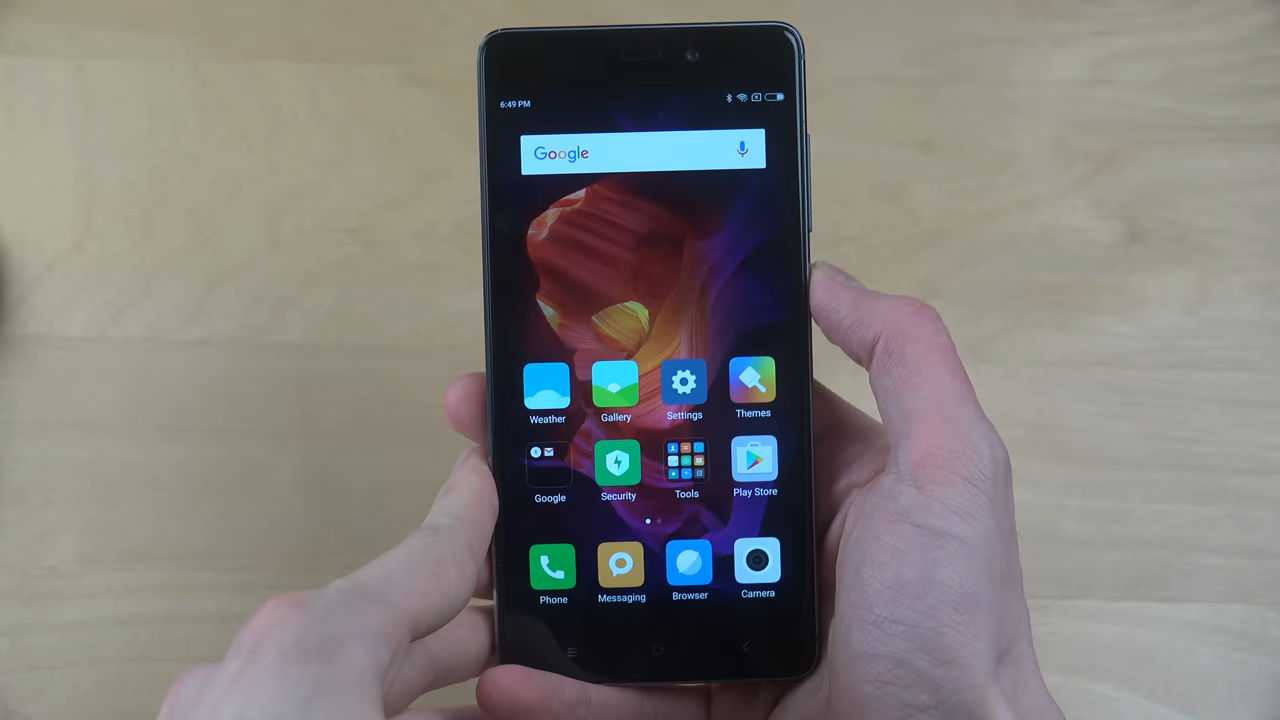 6:49 PM
Google
Weather
Gallery
Settings
Themes
Google
Security
Tools
Play Store
Phone
Messaging
Browser
Camera